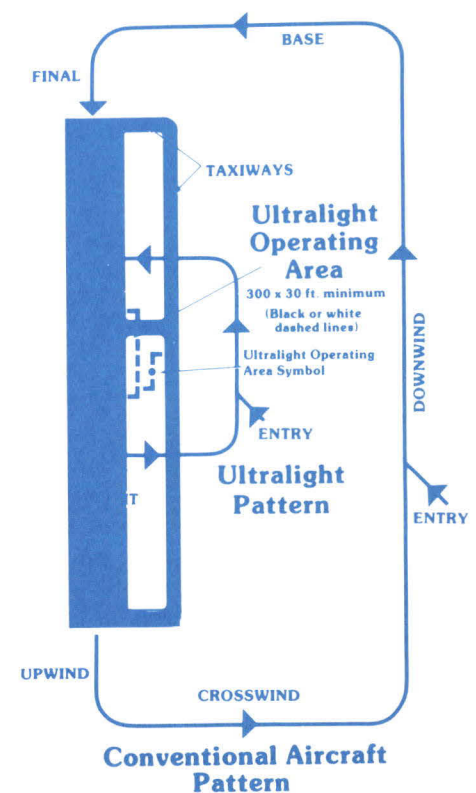 BASE
FINAL
TAXIWAYS
Ultralight
Operating
Area
300 x 30 ft. minimum
(Black or white
dashed lines)
Ultralight Operating
Area Symbol
DOWNWIND
ENTRY
Ultralight
Pattern
ENTRY
UPWIND
CROSSWIND
Conventional Aircraft
Pattern